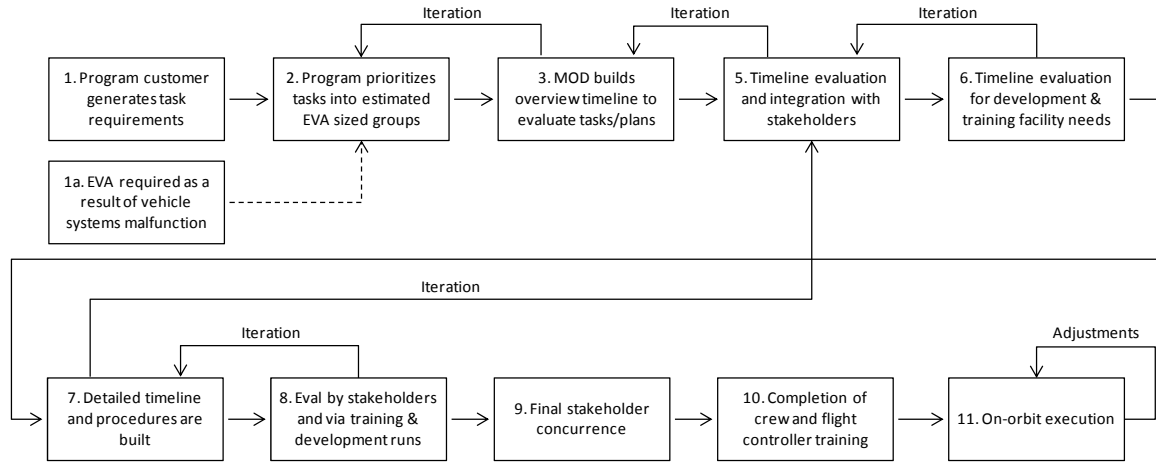 Iteration
Iteration
Iteration
1. Program customer
generates task
requirements
2. Program prioritizes
tasks into estimated
EVA sized groups
3. MOD builds
overview timeline to
evaluate tasks/plans
5. Timeline evaluation
and integration with
stakeholders
6. Timeline evaluation
for development &
training facility needs
1a. EVA required as a
result of vehicle
systems malfunction
Iteration
Iteration
Adjustments
7. Detailed timeline
and procedures are
built
8. Eval by stakeholders
and via training &
development runs
9. Final stakeholder
concurrence
10. Completion of
crew and flight
controller training
11. On-orbit execution